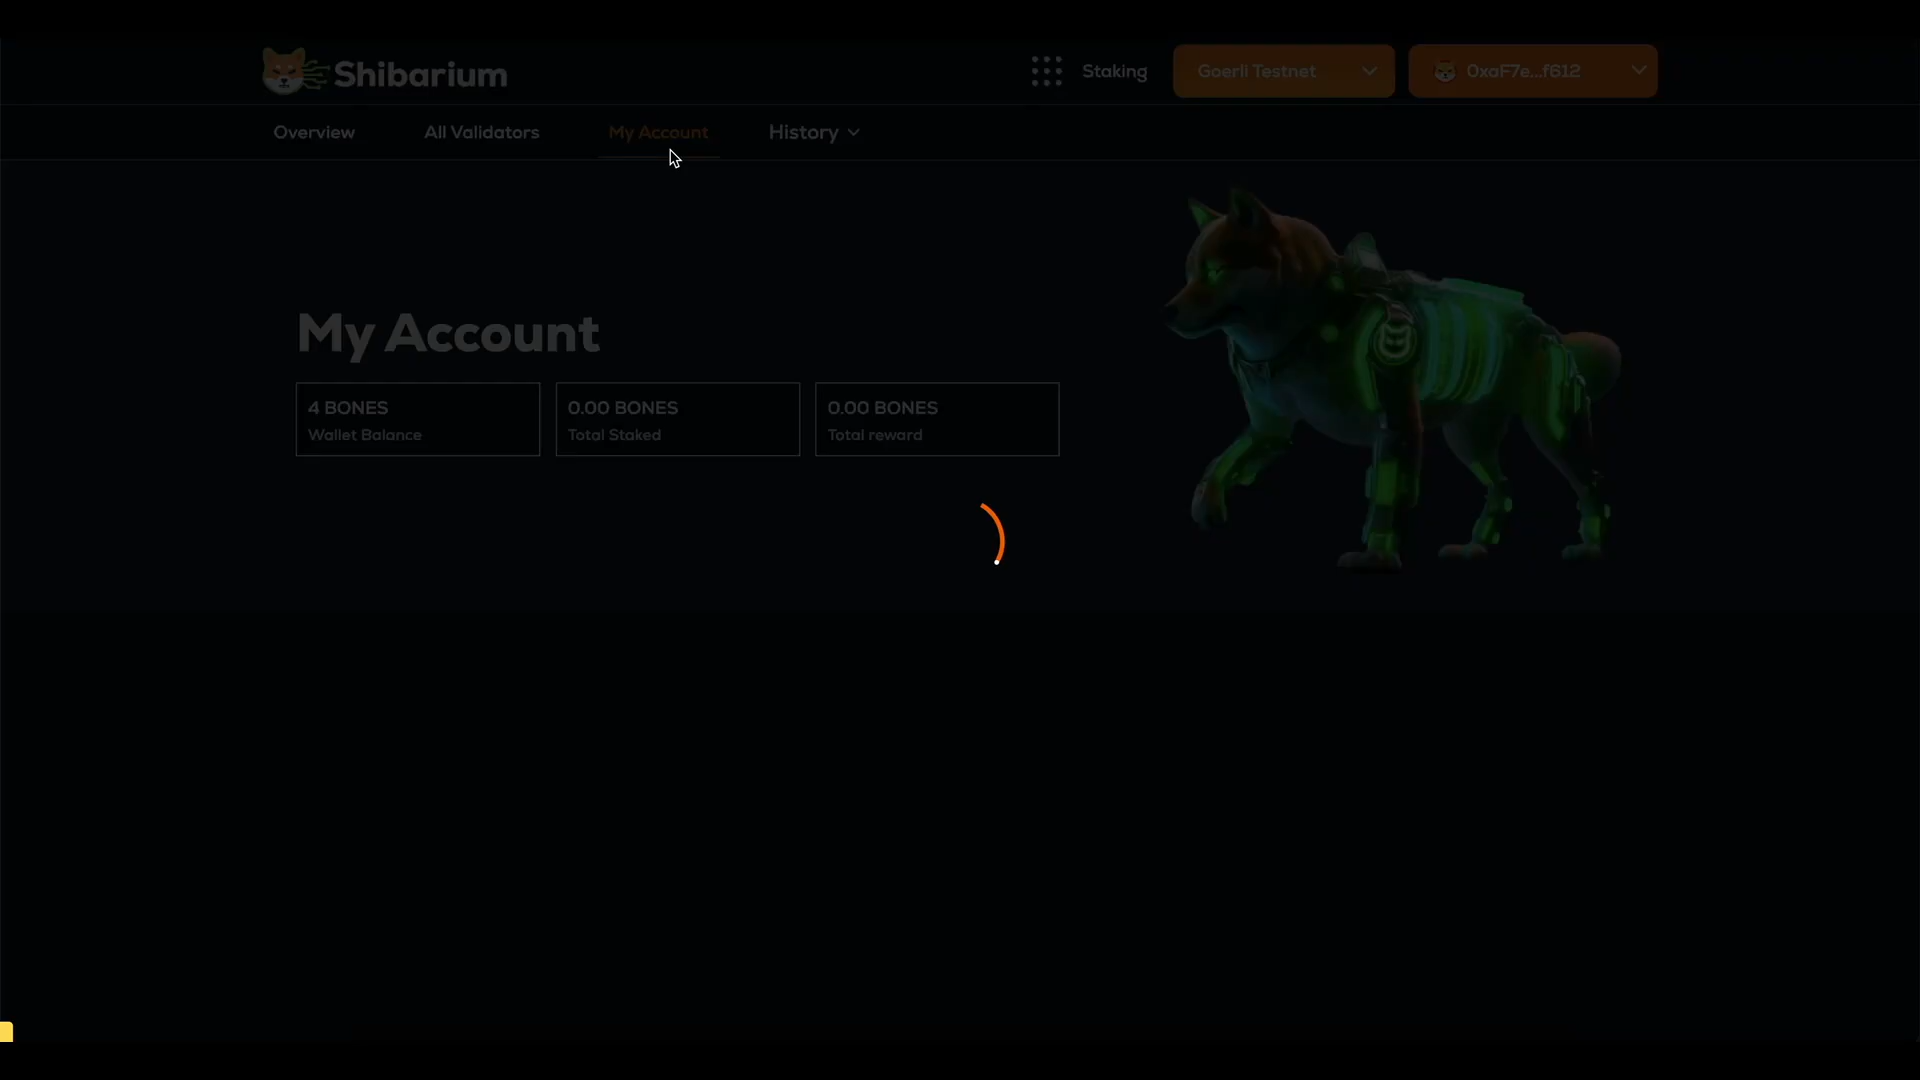 Shibarium
Staking
Goerli Testnet
0xaF7e...f612
Overview
All Validators
My Account
History
My Account
4 BONES
Wallet Balance
0.00 BONES
Total Staked
0.00 BONES
Total reward